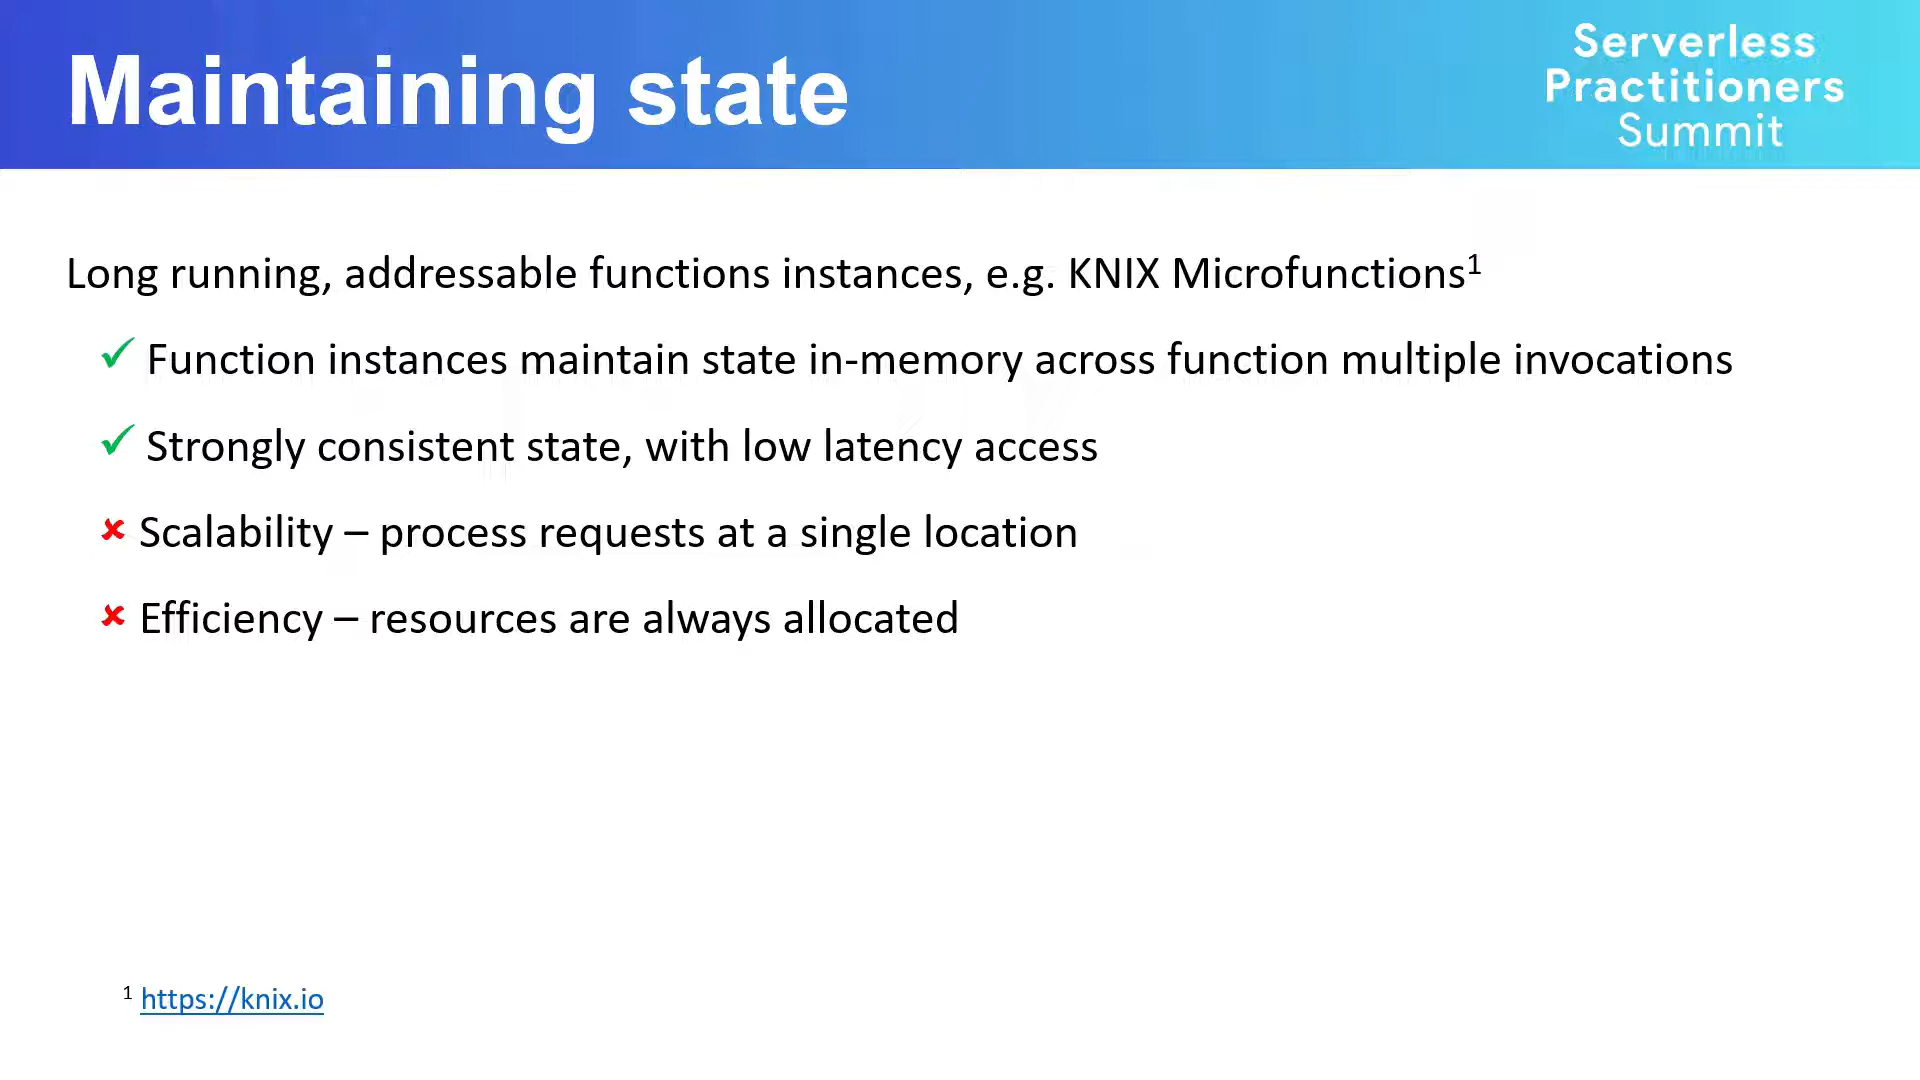 Maintaining state
Serverless
Practitioners
Summit
Long running, addressable functions instances, e.g. KNIX Microfunctions¹
✓ Function instances maintain state in-memory across function multiple invocations
✓ Strongly consistent state, with low latency access
✘ Scalability – process requests at a single location
✘ Efficiency – resources are always allocated
¹ https://knix.io